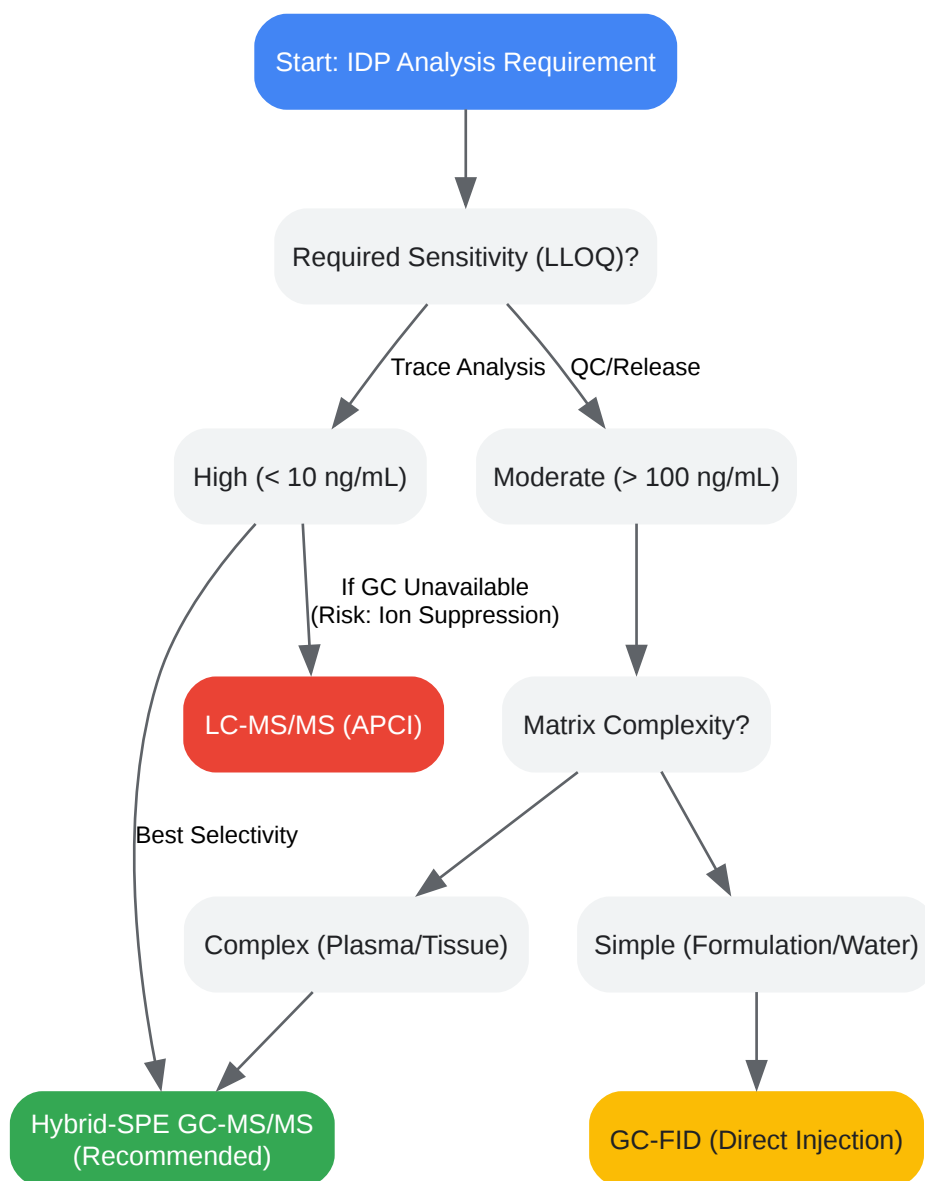 Start: IDP Analysis Requirement
Required Sensitivity (LLOQ)?
Trace Analysis
QC/Release
High (< 10 ng/mL)
Moderate (> 100 ng/mL)
If GC Unavailable
(Risk: Ion Suppression)
LC-MS/MS (APCI)
Matrix Complexity?
Best Selectivity
Complex (Plasma/Tissue)
Simple (Formulation/Water)
Hybrid-SPE GC-MS/MS
(Recommended)
GC-FID (Direct Injection)